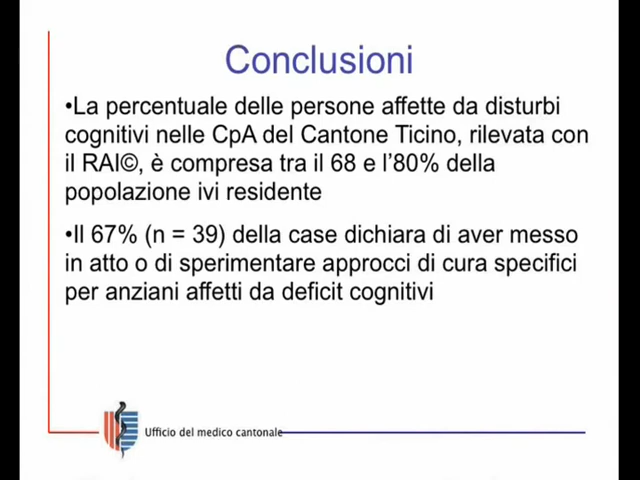 Conclusioni
•La percentuale delle persone affette da disturbi
cognitivi nelle CpA del Cantone Ticino, rilevata con
il RAI©, è compresa tra il 68 e l'80% della
popolazione ivi residente
•Il 67% (n = 39) della case dichiara di aver messo
in atto o di sperimentare approcci di cura specifici
per anziani affetti da deficit cognitivi
Ufficio del medico cantonale